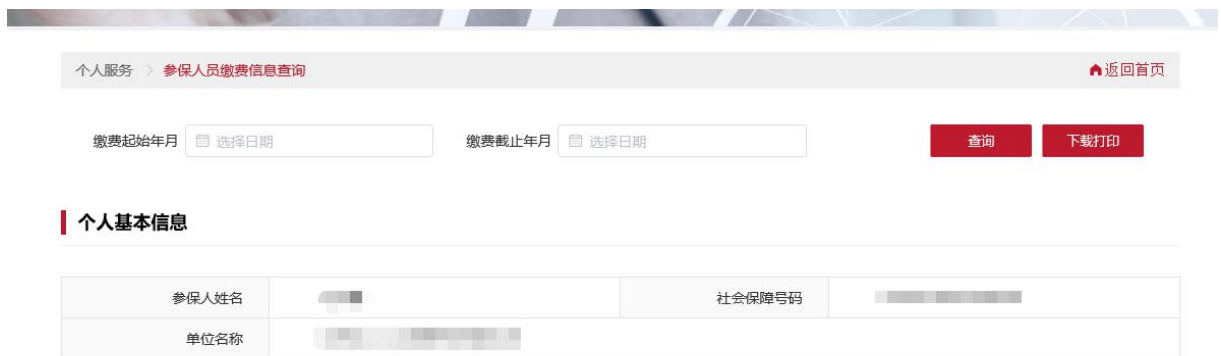 个人服务 > 参保人员缴费信息查询 返回首页
缴费起始年月 选择日期 缴费截止年月 选择日期 查询 下载打印
个人基本信息
参保人姓名 社会保障号码
单位名称